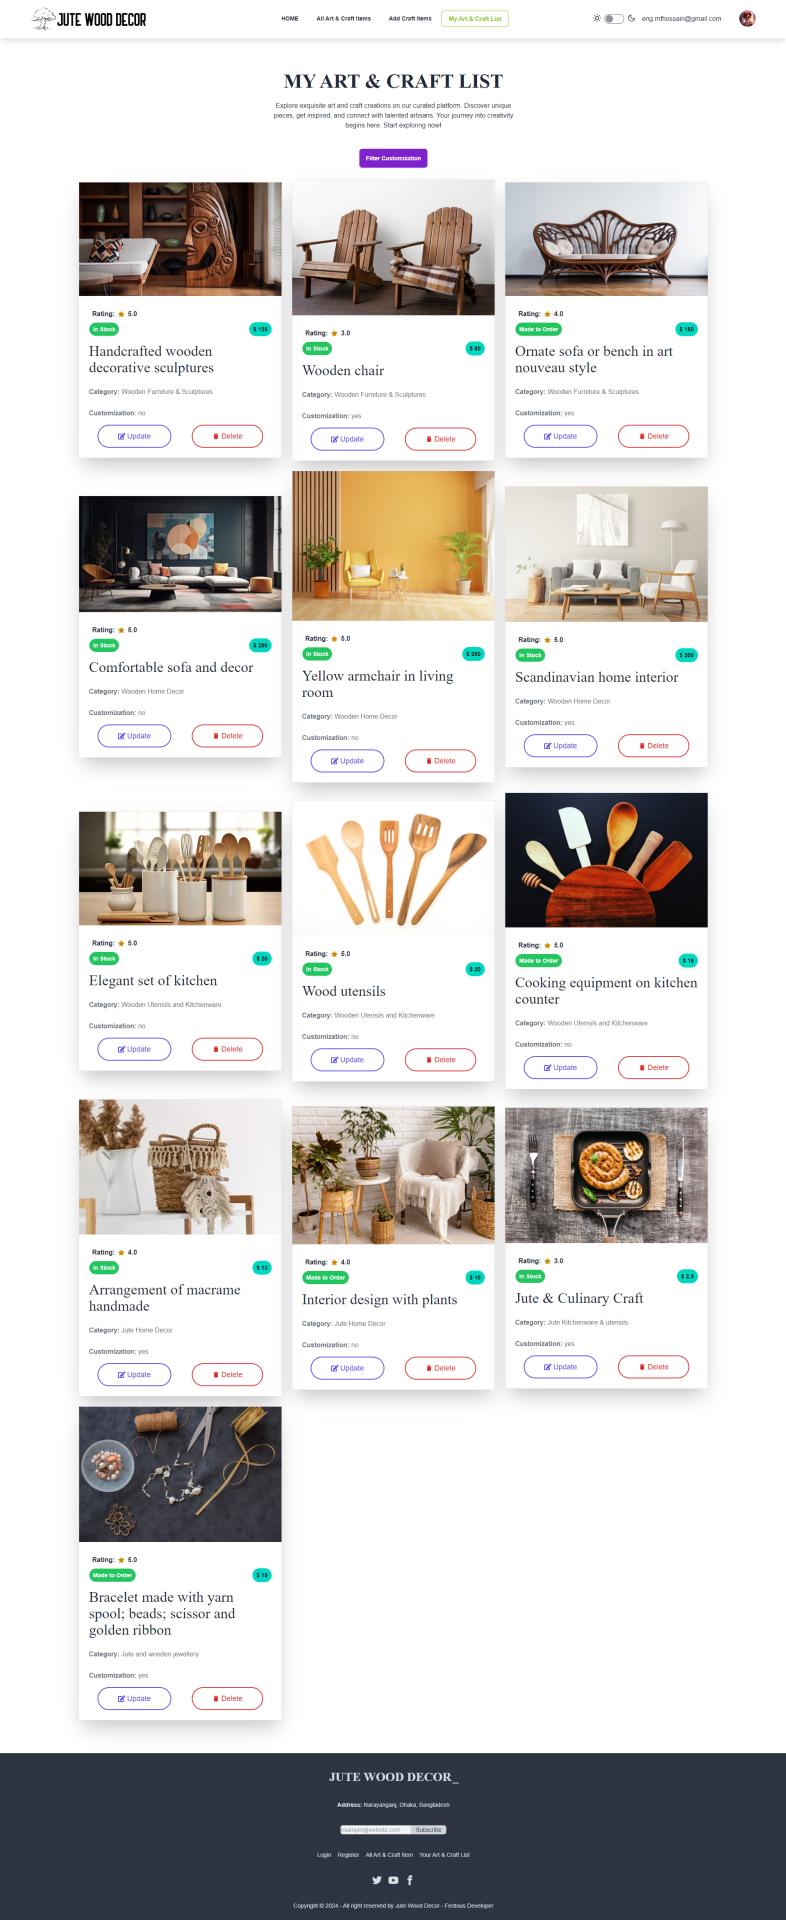 JUTE WOOD DECOR
HOME
All Art & Craft Items
Add Craft Items
My Art & Craft List
eng.mfhossain@gmail.com
MY ART & CRAFT LIST
Explore exquisite art and craft creations on our curated platform. Discover unique
pieces, get inspired, and connect with talented artisans. Your journey into creativity
begins here. Start exploring now!
Filter Customization
Rating: 5.0
In Stock
$ 125
Handcrafted wooden
decorative sculptures
Category: Wooden Furniture & Sculptures
Customization: no
Update
Delete
Rating: 3.0
In Stock
$ 80
Wooden chair
Category: Wooden Furniture & Sculptures
Customization: yes
Update
Delete
Rating: 4.0
Made to Order
$ 150
Ornate sofa or bench in art
nouveau style
Category: Wooden Furniture & Sculptures
Customization: yes
Update
Delete
Rating: 5.0
In Stock
$ 250
Comfortable sofa and decor
Category: Wooden Home Decor
Customization: no
Update
Delete
Rating: 5.0
In Stock
$ 250
Yellow armchair in living
room
Category: Wooden Home Decor
Customization: no
Update
Delete
Rating: 5.0
In Stock
$ 200
Scandinavian home interior
Category: Wooden Home Decor
Customization: yes
Update
Delete
Rating: 5.0
In Stock
$ 20
Elegant set of kitchen
Category: Wooden Utensils and Kitchenware
Customization: no
Update
Delete
Rating: 5.0
In Stock
$ 20
Wood utensils
Category: Wooden Utensils and Kitchenware
Customization: no
Update
Delete
Rating: 5.0
Made to Order
$ 15
Cooking equipment on kitchen
counter
Category: Wooden Utensils and Kitchenware
Customization: no
Update
Delete
Rating: 4.0
In Stock
$ 13
Arrangement of macrame
handmade
Category: Jute Home Decor
Customization: yes
Update
Delete
Rating: 4.0
Made to Order
$ 10
Interior design with plants
Category: Jute Home Decor
Customization: no
Update
Delete
Rating: 3.0
In Stock
$ 2.5
Jute & Culinary Craft
Category: Jute Kitchenware & utensils
Customization: yes
Update
Delete
Rating: 5.0
Made to Order
$ 15
Bracelet made with yarn
spool; beads; scissor and
golden ribbon
Category: Jute and wooden jewellery
Customization: yes
Update
Delete
JUTE WOOD DECOR_
Address: Narayanganj, Dhaka, Bangladesh
example@website.com
Subscribe
Login
Register
All Art & Craft Item
Your Art & Craft List
Copyright © 2024 - All right reserved by Jute Wood Decor - Ferdous Developer